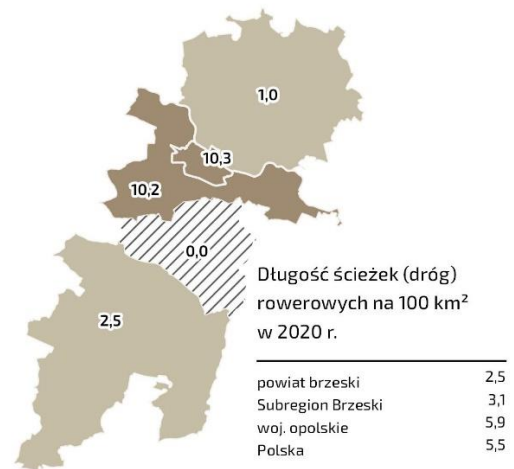 1,0
10,3
10,2
0,0
2,5
Długość ścieżek (dróg)
rowerowych na 100 km²
w 2020 r.
powiat brzeski 2,5
Subregion Brzeski 3,1
woj. opolskie 5,9
Polska 5,5